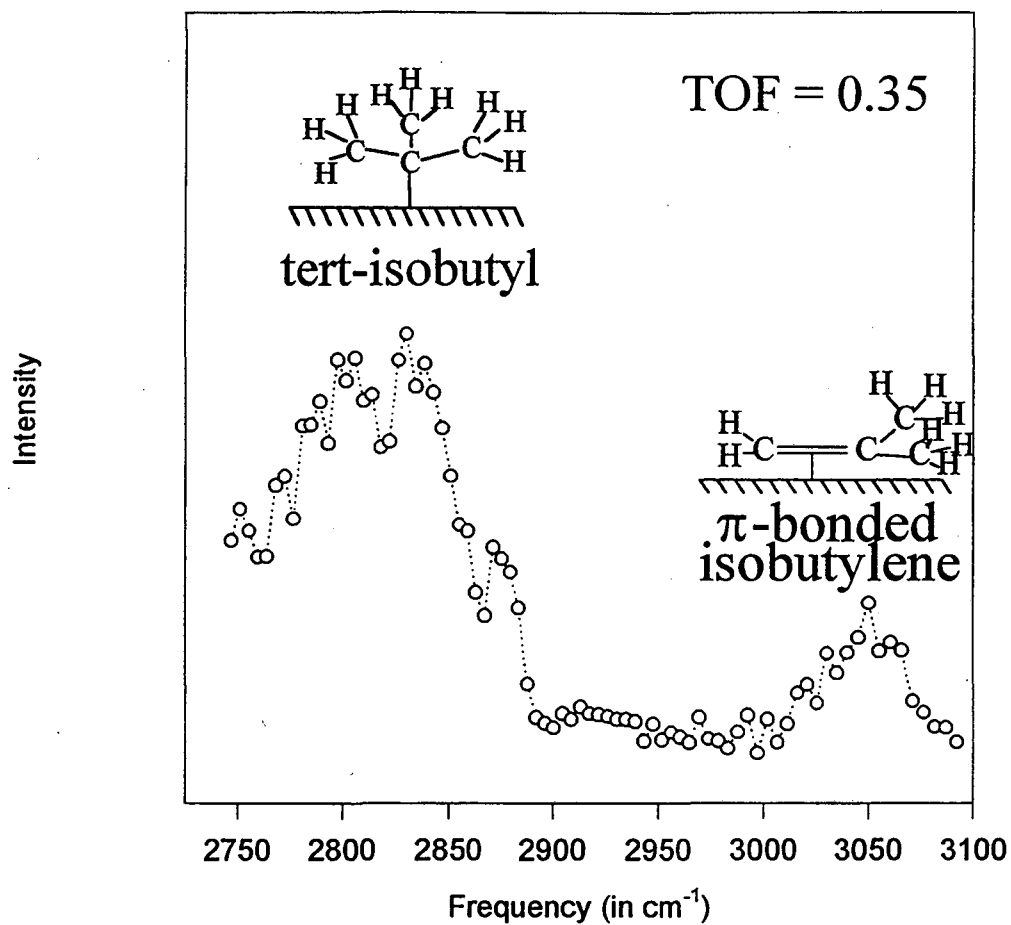 TOF = 0.35
H
H H
H H
H H
C
C C
C
H H
H
tert-isobutyl
Intensity
H H
H
C H
H
H
C C
C
H
H
π-bonded
isobutylene
2750 2800 2850 2900 2950 3000 3050 3100
Frequency (in cm⁻¹)